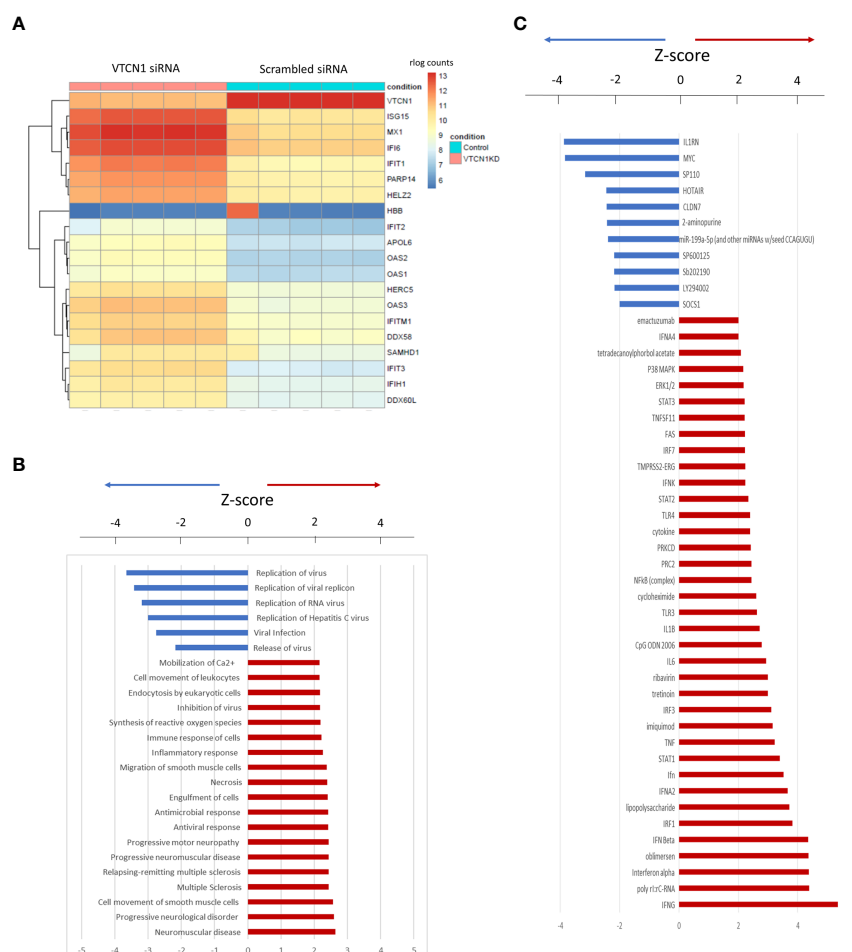 A
VTCN1 siRNA
Scrambled siRNA
rlog counts
condition
13
12
11
10
9
8
7
6
condition
Control
VTCN1KD
VTCN1
ISG15
MX1
IFI6
IFIT1
PARP14
HELZ2
HBB
IFIT2
APOL6
OAS2
OAS1
HERC5
OAS3
IFITM1
DDX58
SAMHD1
IFIT3
IFIH1
DDX60L
B
Z-score
-4 -2 0 2 4
Replication of virus
Replication of viral replicon
Replication of RNA virus
Replication of Hepatitis C virus
Viral Infection
Release of virus
Mobilization of Ca2+
Cell movement of leukocytes
Endocytosis by eukaryotic cells
Inhibition of virus
Synthesis of reactive oxygen species
Immune response of cells
Inflammatory response
Migration of smooth muscle cells
Necrosis
Engulfment of cells
Antimicrobial response
Antiviral response
Progressive motor neuropathy
Progressive neuromuscular disease
Relapsing-remitting multiple sclerosis
Multiple Sclerosis
Cell movement of smooth muscle cells
Progressive neurological disorder
Neuromuscular disease
-5 -4 -3 -2 -1 0 1 2 3 4 5
C
Z-score
-4 -2 0 2 4
IL1RN
MYC
SP110
HOTAIR
CLDN7
2-aminopurine
miR-199a-5p (and other miRNAs w/seed CCAGUGU)
SP600125
Sb202190
LY294002
SOCS1
emactuzumab
IFNA4
tetradecanoylphorbol acetate
P38 MAPK
ERK1/2
STAT3
TNFSF11
FAS
IRF7
TMPRSS2-ERG
IFNK
STAT2
TLR4
cytokine
PRKCD
PRC2
NFkB (complex)
cycloheximide
TLR3
IL1B
CpG ODN 2006
IL6
ribavirin
tretinoin
IRF3
imiquimod
TNF
STAT1
Ifn
IFNA2
lipopolysaccharide
IRF1
IFN Beta
oblimersen
Interferon alpha
poly rI:rC-RNA
IFNG
-4 -2 0 2 4